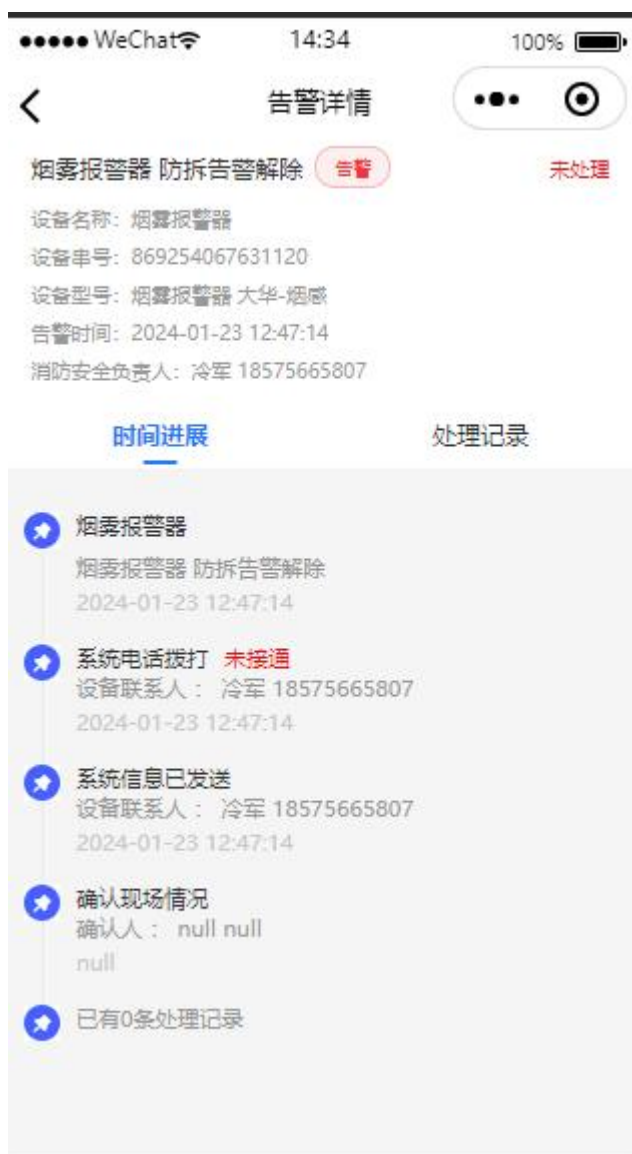 WeChat 14:34 100%
告警详情
烟雾报警器 防拆告警解除 告警 未处理
设备名称：烟雾报警器
设备串号：869254067631120
设备型号：烟雾报警器 大华-烟感
告警时间：2024-01-23 12:47:14
消防安全负责人：冷军 18575665807
时间进展 处理记录
烟雾报警器
烟雾报警器 防拆告警解除
2024-01-23 12:47:14
系统电话拨打 未接通
设备联系人： 冷军 18575665807
2024-01-23 12:47:14
系统信息已发送
设备联系人： 冷军 18575665807
2024-01-23 12:47:14
确认现场情况
确认人： null null
null
已有0条处理记录